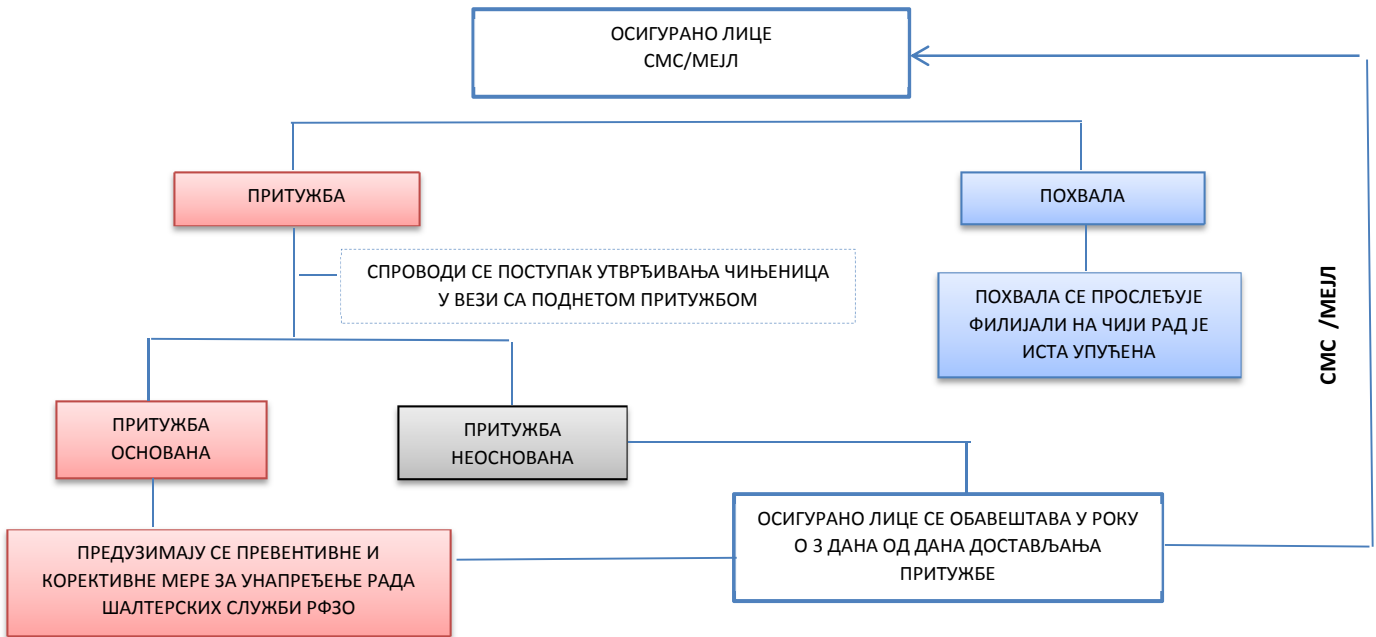 ОСИГУРАНО ЛИЦЕ
СМС/МЕЈЛ
ПРИТУЖБА
ПОХВАЛА
СПРОВОДИ СЕ ПОСТУПАК УТВРЂИВАЊА ЧИЊЕНИЦА
У ВЕЗИ СА ПОДНЕТОМ ПРИТУЖБОМ
ПОХВАЛА СЕ ПРОСЛЕЂУЈЕ
ФИЛИЈАЛИ НА ЧИЈИ РАД ЈЕ
ИСТА УПУЋЕНА
СМС /МЕЈЛ
ПРИТУЖБА
ОСНОВАНА
ПРИТУЖБА
НЕОСНОВАНА
ПРЕДУЗИМАЈУ СЕ ПРЕВЕНТИВНЕ И
КОРЕКТИВНЕ МЕРЕ ЗА УНАПРЕЂЕЊЕ РАДА
ШАЛТЕРСКИХ СЛУЖБИ РФЗО
ОСИГУРАНО ЛИЦЕ СЕ ОБАВЕШТАВА У РОКУ
О 3 ДАНА ОД ДАНА ДОСТАВЉАЊА
ПРИТУЖБЕ